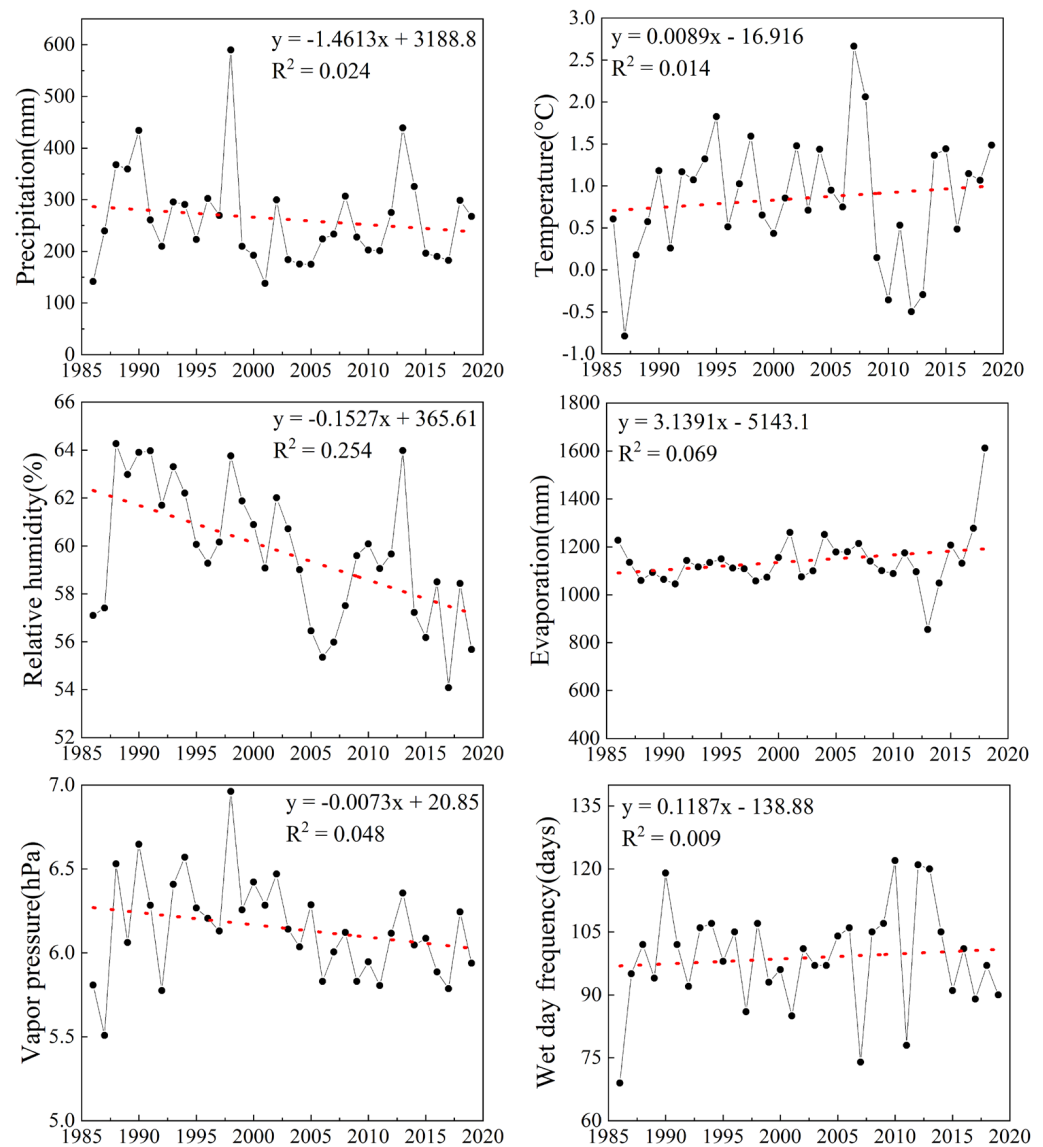 y = -1.4613x + 3188.8
R² = 0.024
Precipitation(mm)
600
500
400
300
200
100
0
1985 1990 1995 2000 2005 2010 2015 2020
y = 0.0089x - 16.916
R² = 0.014
Temperature(°C)
3.0
2.5
2.0
1.5
1.0
0.5
0.0
-0.5
-1.0
1985 1990 1995 2000 2005 2010 2015 2020
y = -0.1527x + 365.61
R² = 0.254
Relative humidity(%)
66
64
62
60
58
56
54
52
1985 1990 1995 2000 2005 2010 2015 2020
y = 3.1391x - 5143.1
R² = 0.069
Evaporation(mm)
1800
1600
1400
1200
1000
800
600
400
1985 1990 1995 2000 2005 2010 2015 2020
y = -0.0073x + 20.85
R² = 0.048
Vapor pressure(hPa)
7.0
6.5
6.0
5.5
5.0
1985 1990 1995 2000 2005 2010 2015 2020
y = 0.1187x - 138.88
R² = 0.009
Wet day frequency(days)
135
120
105
90
75
60
1985 1990 1995 2000 2005 2010 2015 2020